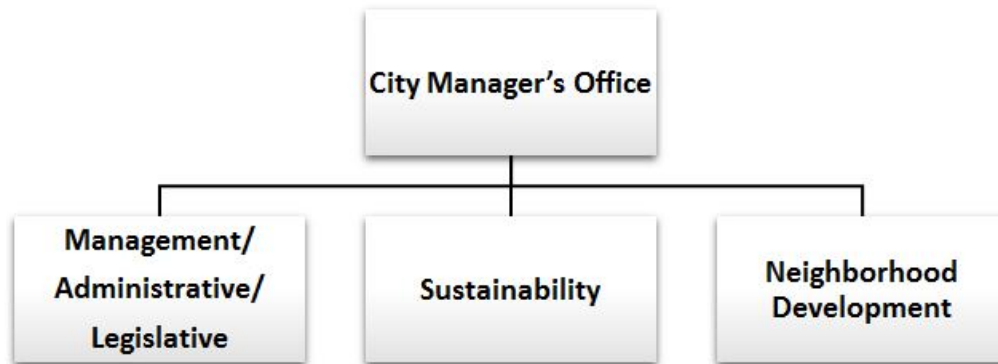 City Manager’s Office
Management/
Administrative/
Legislative
Sustainability
Neighborhood
Development